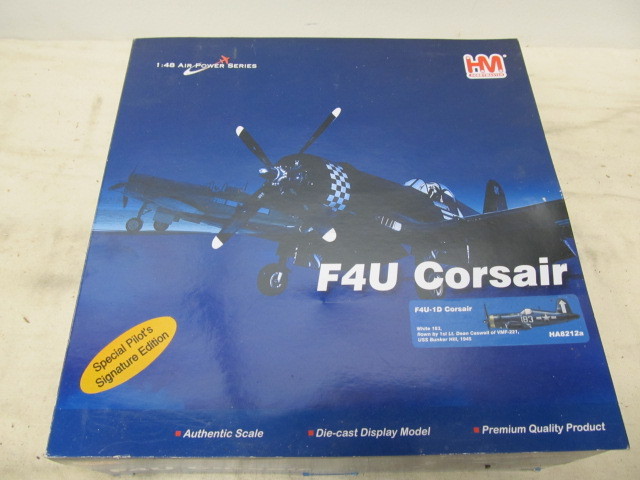 1:48 AIR POWER SERIES
HM
F4U Corsair
F4U-1D Corsair
White 183,
flown by 1st Lt. Dean Caswell of VMF-221,
USS Bunker Hill, 1945
183
HA8212a
Special Pilot's
Signature Edition
Authentic Scale
Die-cast Display Model
Premium Quality Product